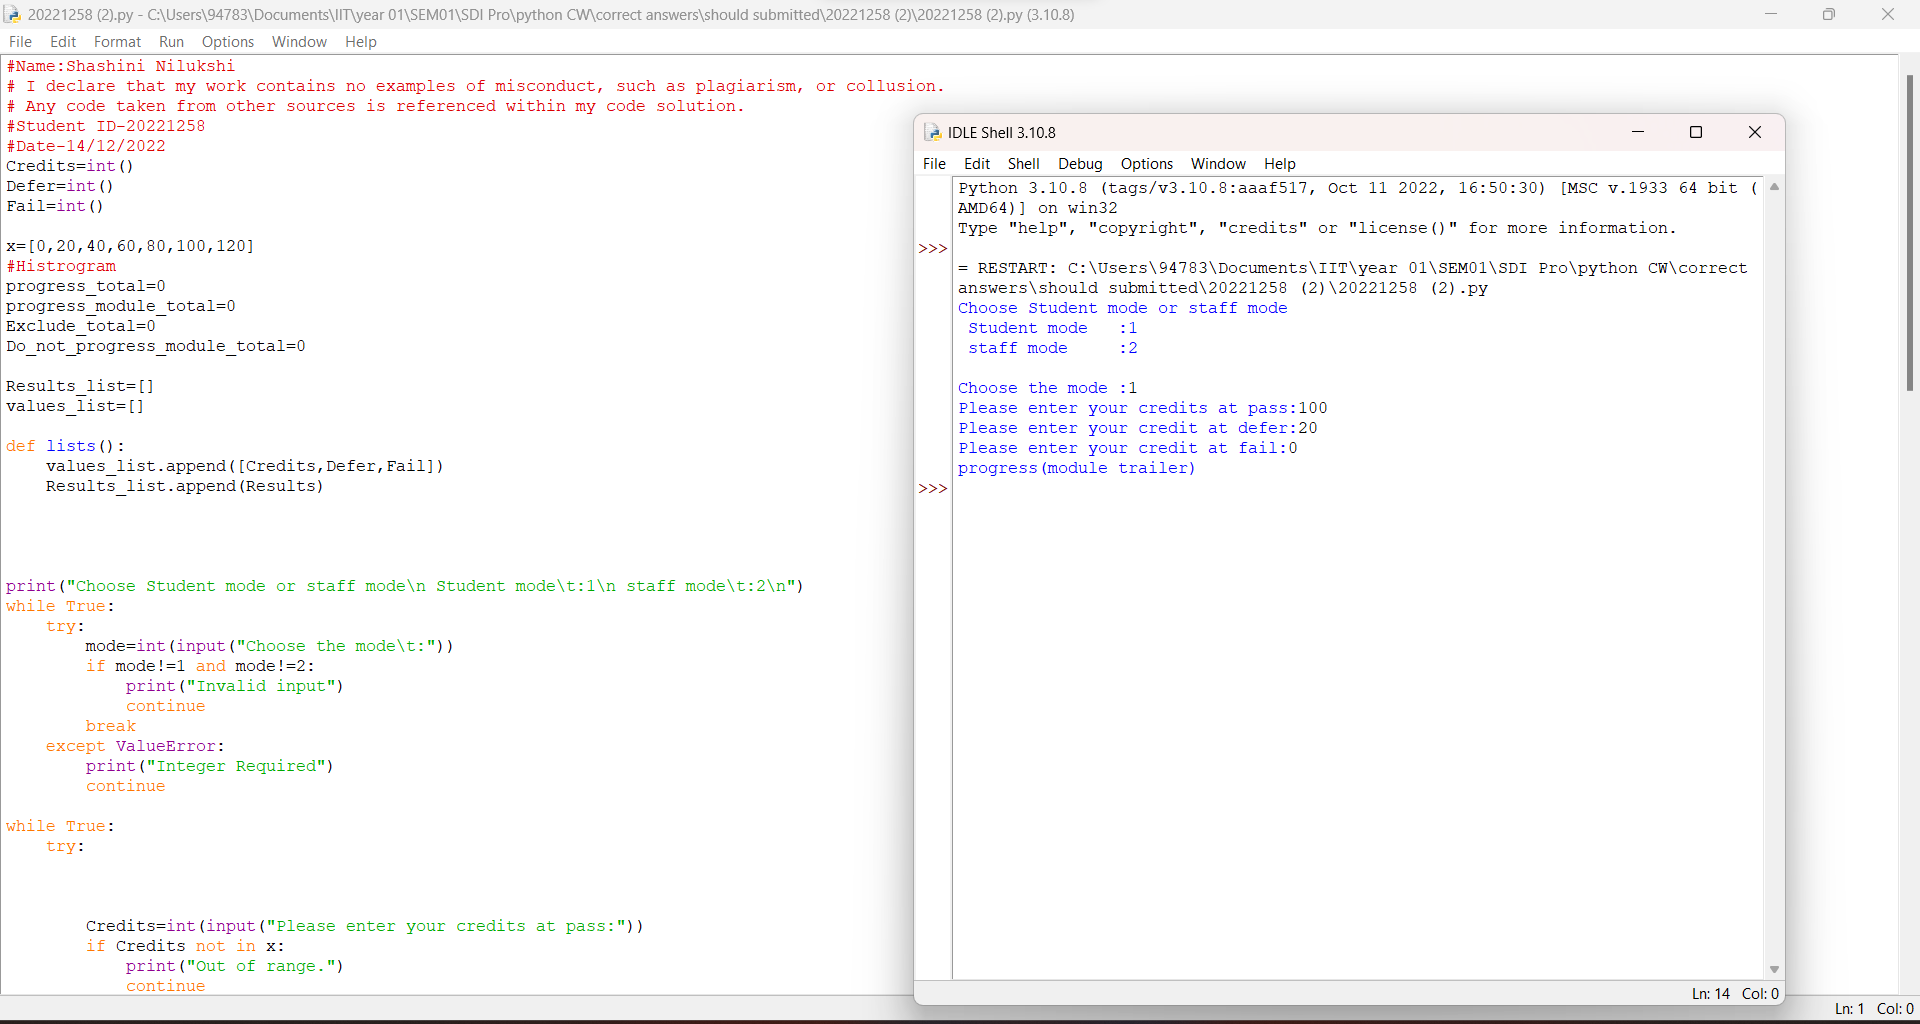 20221258 (2).py - C:\Users\94783\Documents\IIT\year 01\SEM01\SDI Pro\python CW\correct answers\should submitted\20221258 (2)\20221258 (2).py (3.10.8)
File Edit Format Run Options Window Help
#Name:Shashini Nilukshi
# I declare that my work contains no examples of misconduct, such as plagiarism, or collusion.
# Any code taken from other sources is referenced within my code solution.
#Student ID-20221258
#Date-14/12/2022
Credits=int()
Defer=int()
Fail=int()
x=[0,20,40,60,80,100,120]
#Histrogram
progress_total=0
progress_module_total=0
Exclude_total=0
Do_not_progress_module_total=0
Results_list=[]
values_list=[]
def lists():
    values_list.append([Credits,Defer,Fail])
    Results_list.append(Results)
print("Choose Student mode or staff mode\n Student mode\t:1\n staff mode\t:2\n")
while True:
    try:
        mode=int(input("Choose the mode\t:"))
        if mode!=1 and mode!=2:
            print("Invalid input")
            continue
        break
    except ValueError:
        print("Integer Required")
        continue
while True:
    try:
        Credits=int(input("Please enter your credits at pass:"))
        if Credits not in x:
            print("Out of range.")
            continue
IDLE Shell 3.10.8
File Edit Shell Debug Options Window Help
Python 3.10.8 (tags/v3.10.8:aaaf517, Oct 11 2022, 16:50:30) [MSC v.1933 64 bit (
AMD64)] on win32
Type "help", "copyright", "credits" or "license()" for more information.
>>>
= RESTART: C:\Users\94783\Documents\IIT\year 01\SEM01\SDI Pro\python CW\correct
answers\should submitted\20221258 (2)\20221258 (2).py
Choose Student mode or staff mode
 Student mode   :1
 staff mode     :2
Choose the mode :1
Please enter your credits at pass:100
Please enter your credit at defer:20
Please enter your credit at fail:0
progress(module trailer)
>>>
Ln: 14 Col: 0
Ln: 1 Col: 0